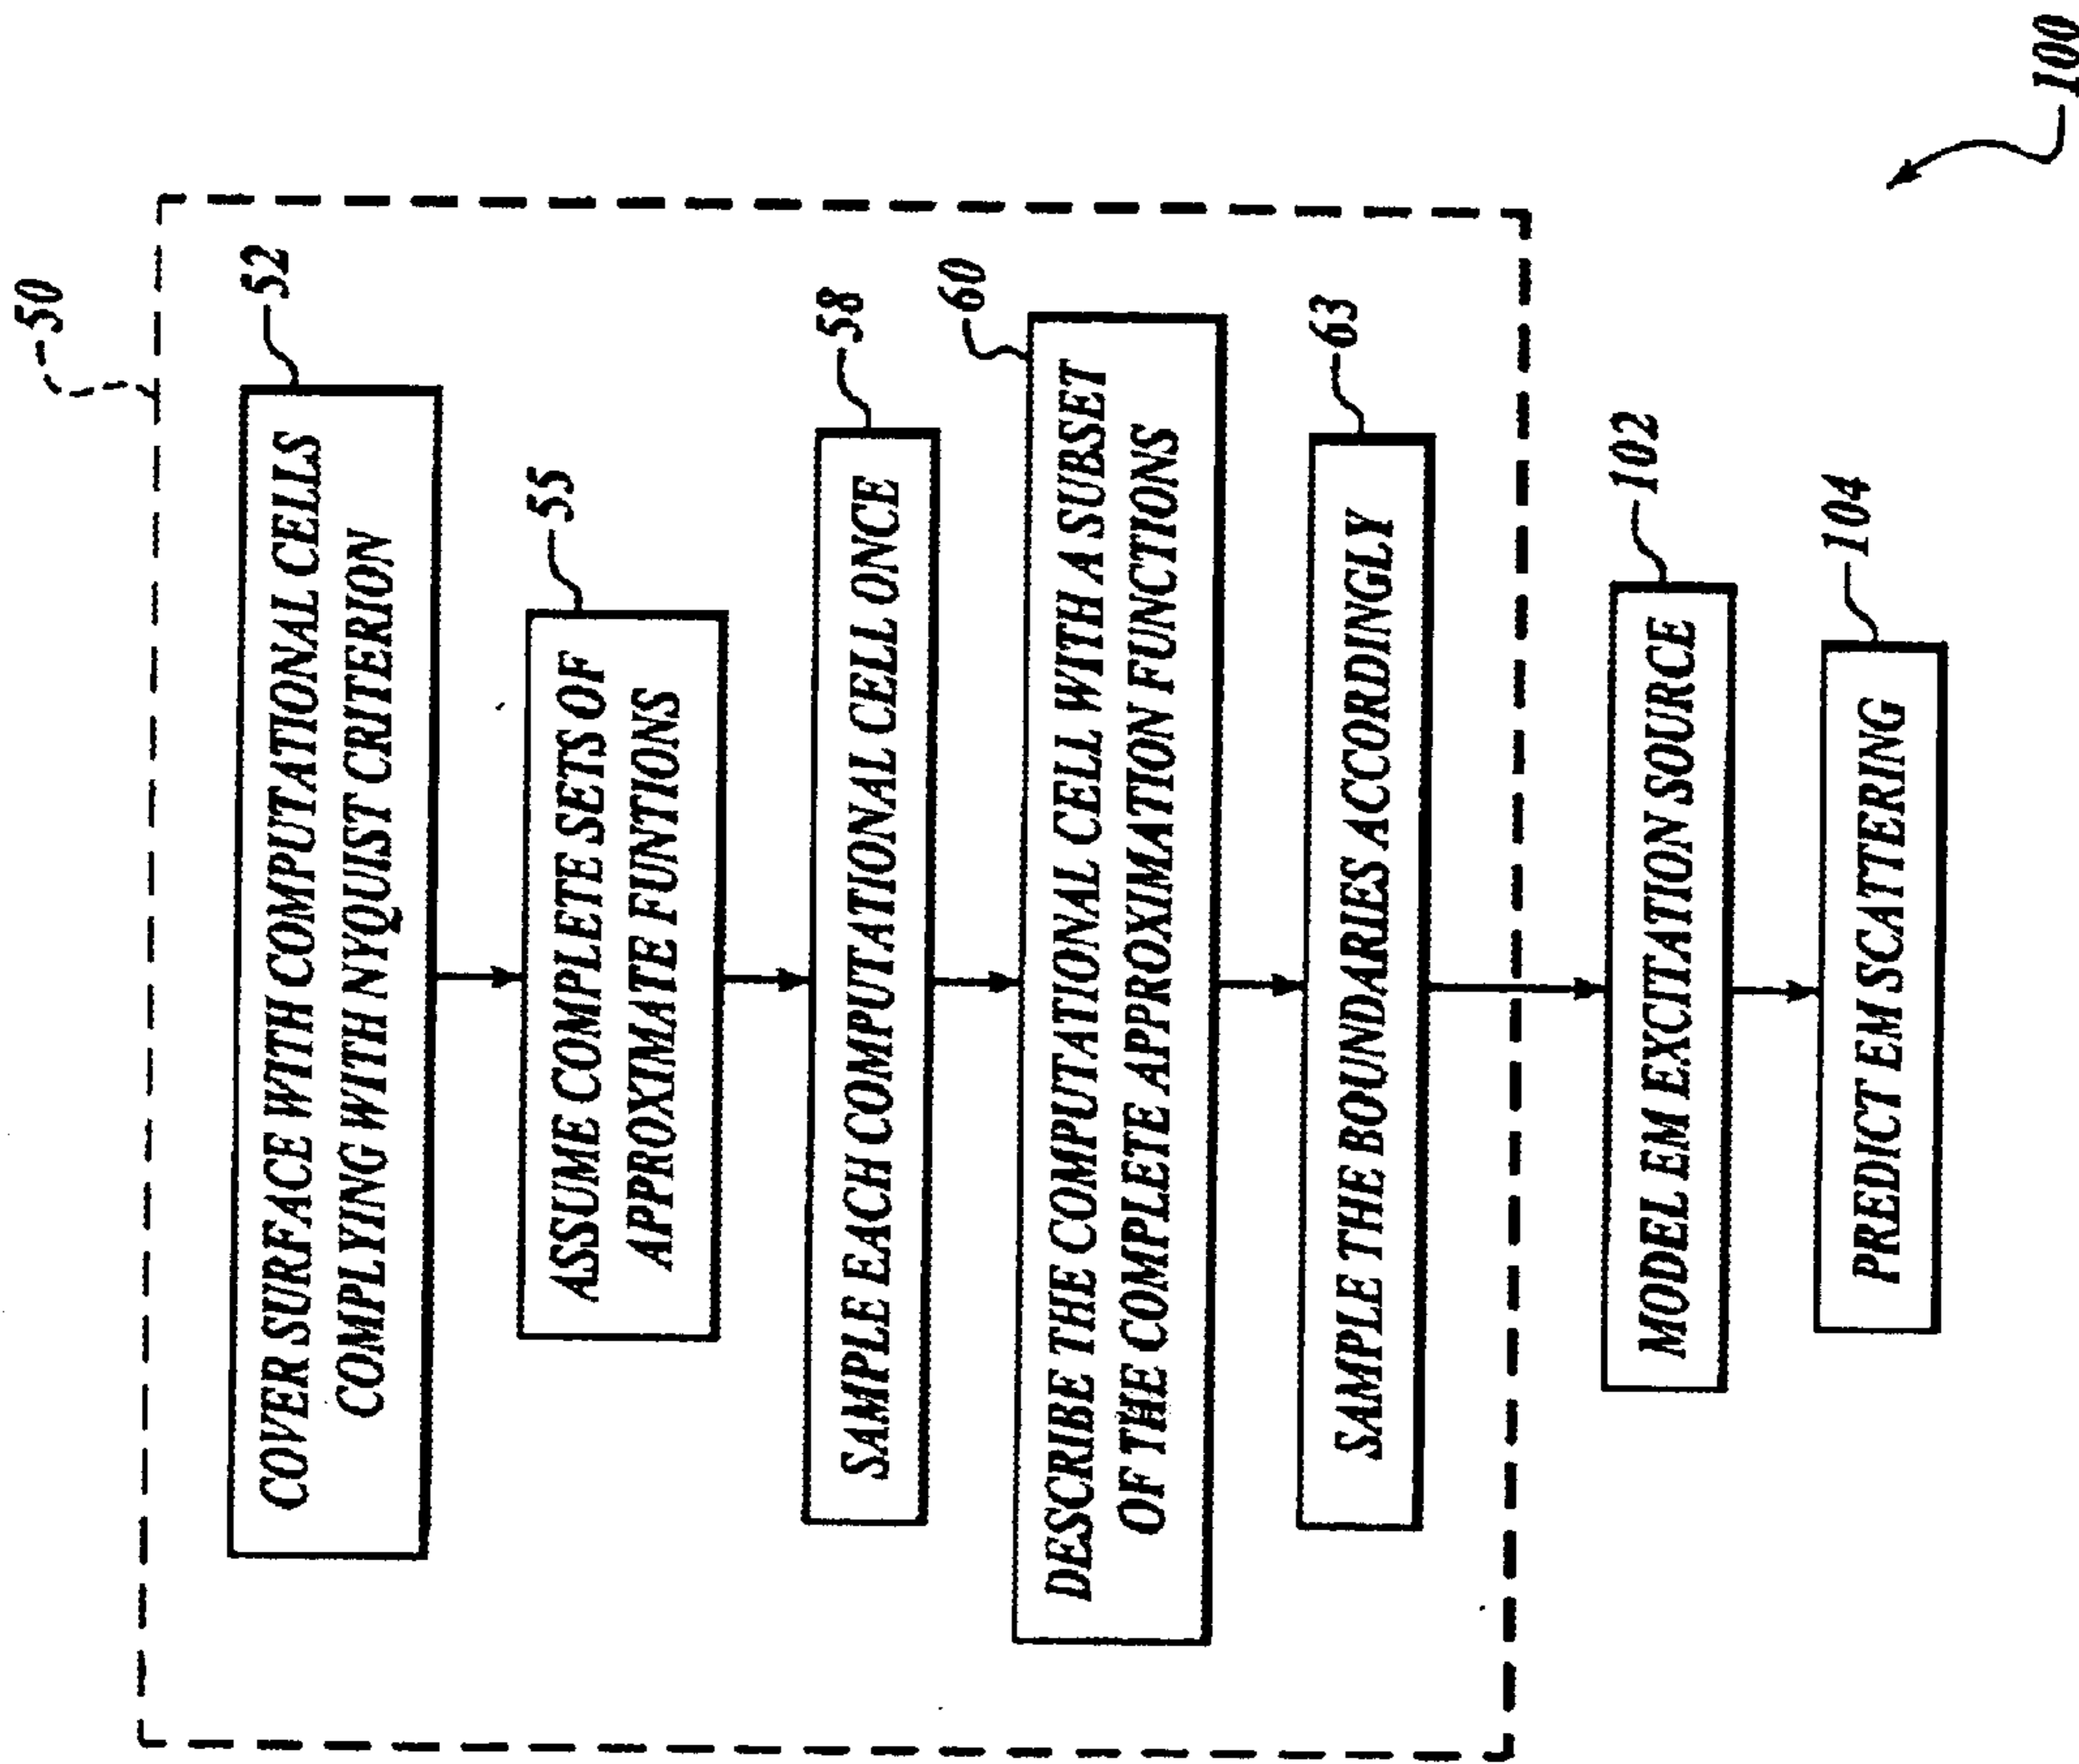 50
52
COVER SURFACE WITH COMPUTATIONAL CELLS
COMPLYING WITH NYQUIST CRITERION
55
ASSUME COMPLETE SETS OF
APPROXIMATE FUNTIONS
58
SAMPLE EACH COMPUTATIONAL CELL ONCE
60
DESCRIBE THE COMPUTATIONAL CELL WITH A SUBSET
OF THE COMPLETE APPROXIMATION FUNCTIONS
63
SAMPLE THE BOUNDARIES ACCORDINGLY
102
MODEL EM EXCITATION SOURCE
104
PREDICT EM SCATTERING
100